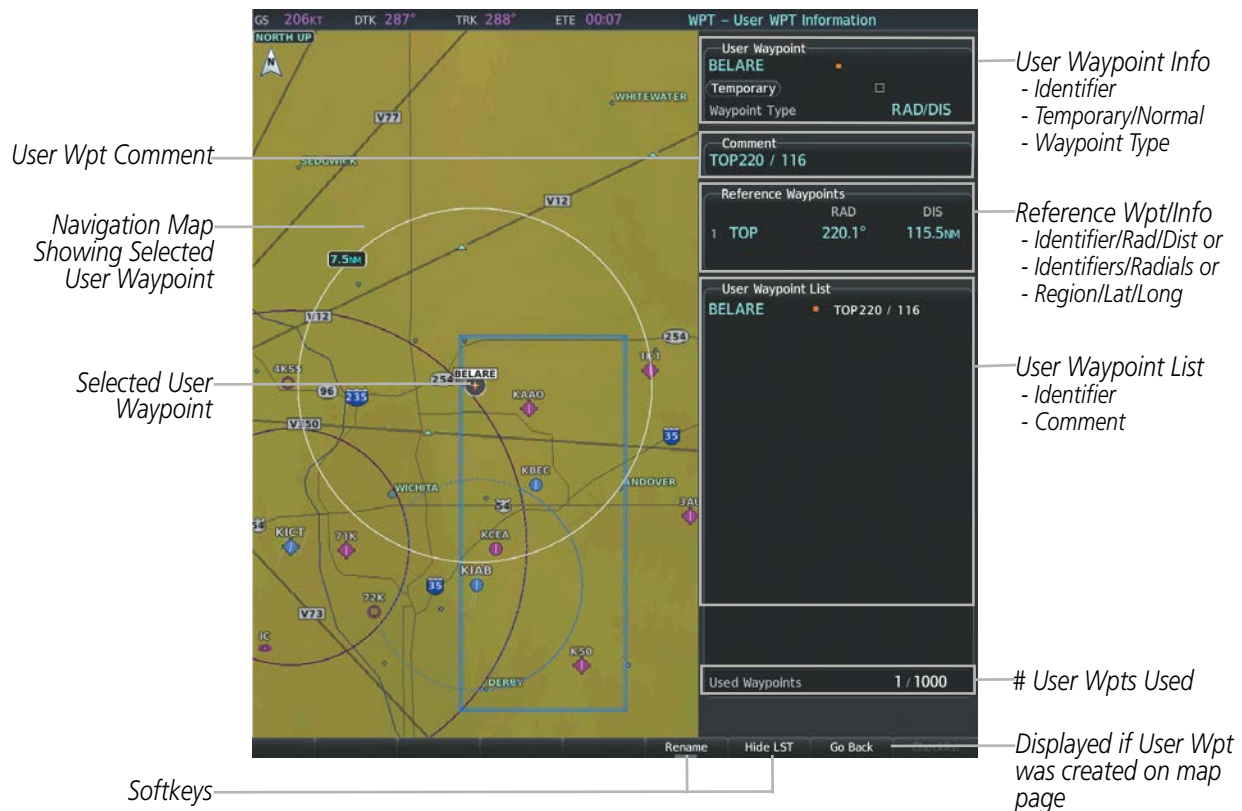 GS 206KT DTK 287° TRK 288° ETE 00:07 WPT – User WPT Information
NORTH UP
N
User Waypoint
BELARE
Temporary
Waypoint Type RAD/DIS
Comment
TOP220 / 116
Reference Waypoints
RAD DIS
1 TOP 220.1° 115.5NM
User Waypoint List
BELARE TOP220 / 116
Used Waypoints 1 / 1000
Rename Hide LST Go Back Checklist
WHITEWATER
V77
SEDGWICK
V12
7.5NM
V12
254
1K1
4K5S
BELARE
254
96
235
KAAO
V350
35
KBEC
WICHITA
ANDOVER
54
3AU
54
KICT
71K
KCEA
KIAB
35
72K
V73
IC
K50
DERBY
User Wpt Comment
Navigation Map
Showing Selected
User Waypoint
Selected User
Waypoint
Softkeys
User Waypoint Info
- Identifier
- Temporary/Normal
- Waypoint Type
Reference Wpt/Info
- Identifier/Rad/Dist or
- Identifiers/Radials or
- Region/Lat/Long
User Waypoint List
- Identifier
- Comment
# User Wpts Used
Displayed if User Wpt
was created on map
page